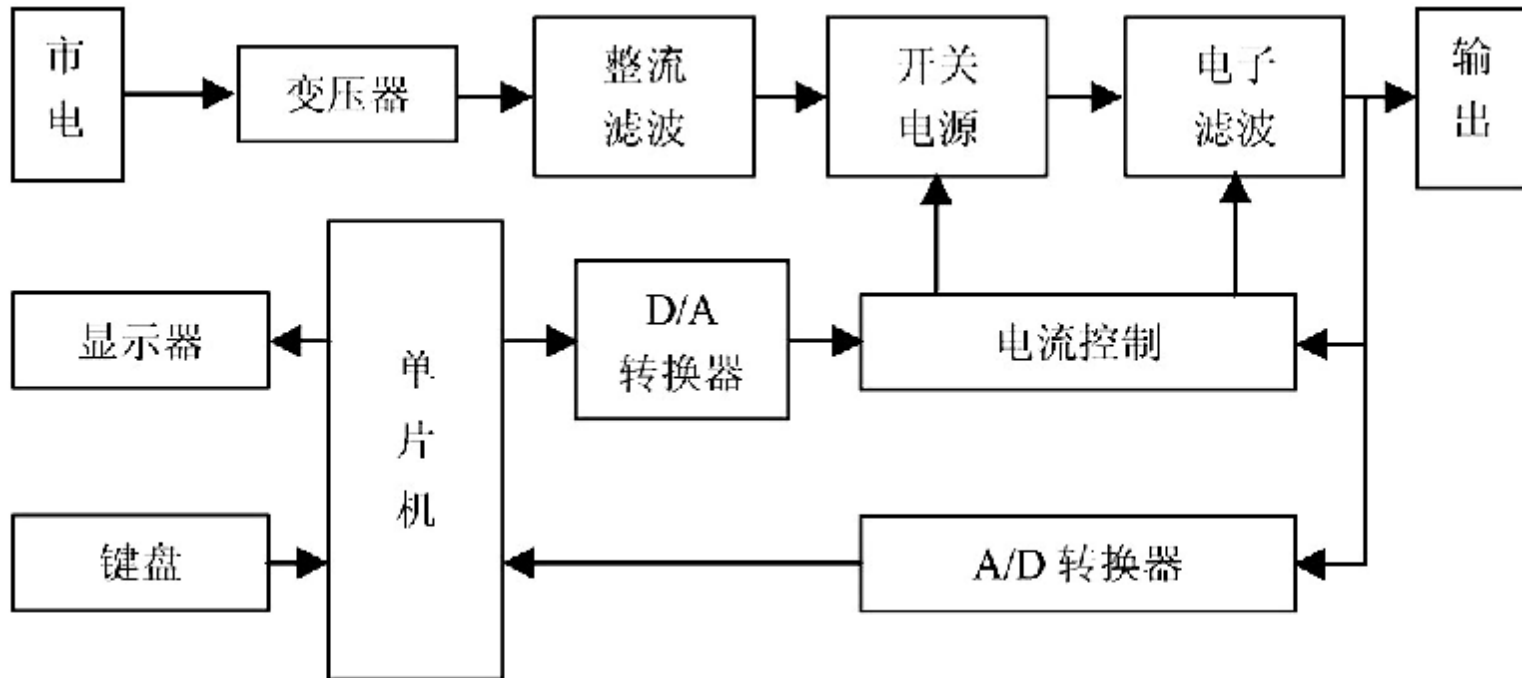 市
电
变压器
整流
滤波
开关
电源
电子
滤波
输
出
显示器
单
片
机
D/A
转换器
电流控制
键盘
A/D 转换器